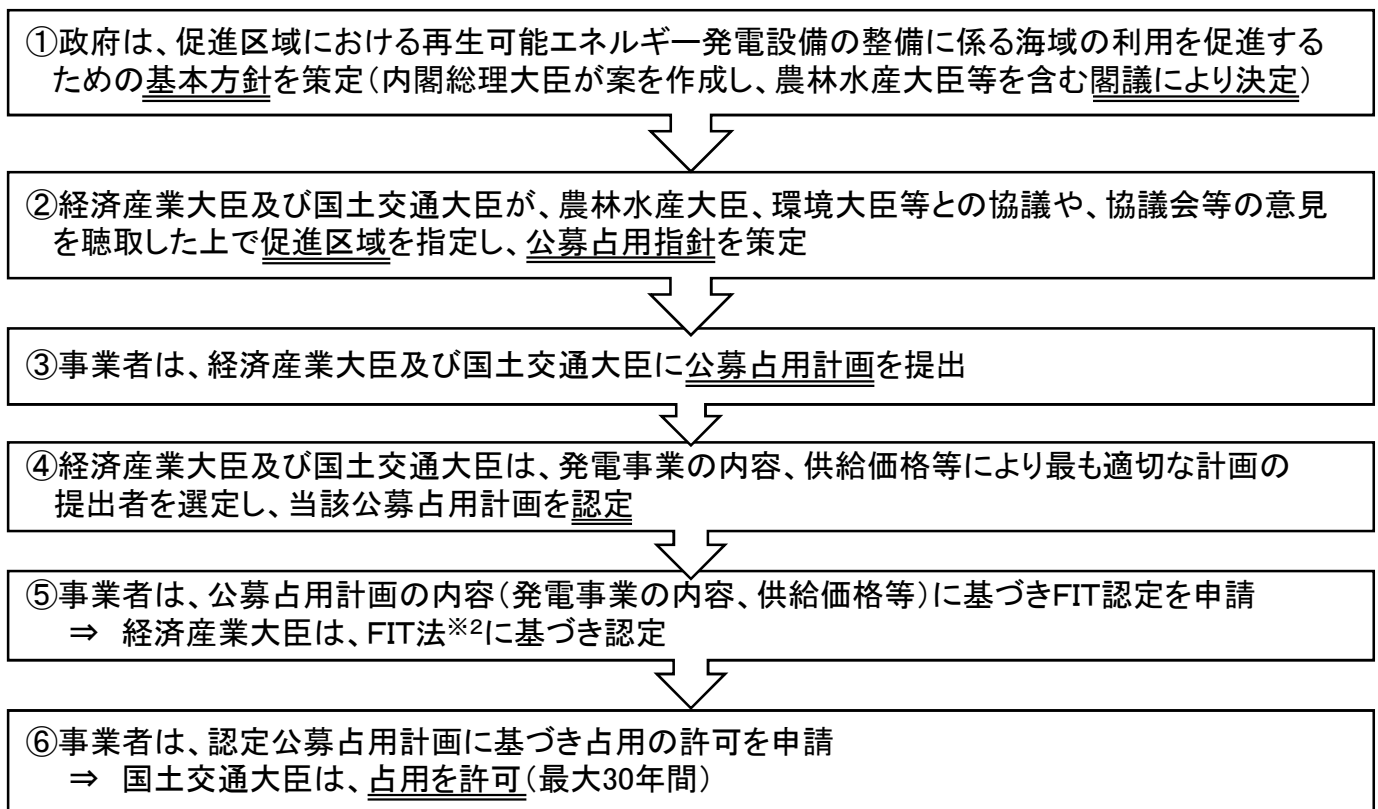 ①政府は、促進区域における再生可能エネルギー発電設備の整備に係る海域の利用を促進する
ための基本方針を策定(内閣総理大臣が案を作成し、農林水産大臣等を含む閣議により決定)
②経済産業大臣及び国土交通大臣が、農林水産大臣、環境大臣等との協議や、協議会等の意見
を聴取した上で促進区域を指定し、公募占用指針を策定
③事業者は、経済産業大臣及び国土交通大臣に公募占用計画を提出
④経済産業大臣及び国土交通大臣は、発電事業の内容、供給価格等により最も適切な計画の
提出者を選定し、当該公募占用計画を認定
⑤事業者は、公募占用計画の内容(発電事業の内容、供給価格等)に基づきFIT認定を申請
⇒ 経済産業大臣は、FIT法※2に基づき認定
⑥事業者は、認定公募占用計画に基づき占用の許可を申請
⇒ 国土交通大臣は、占用を許可(最大30年間)